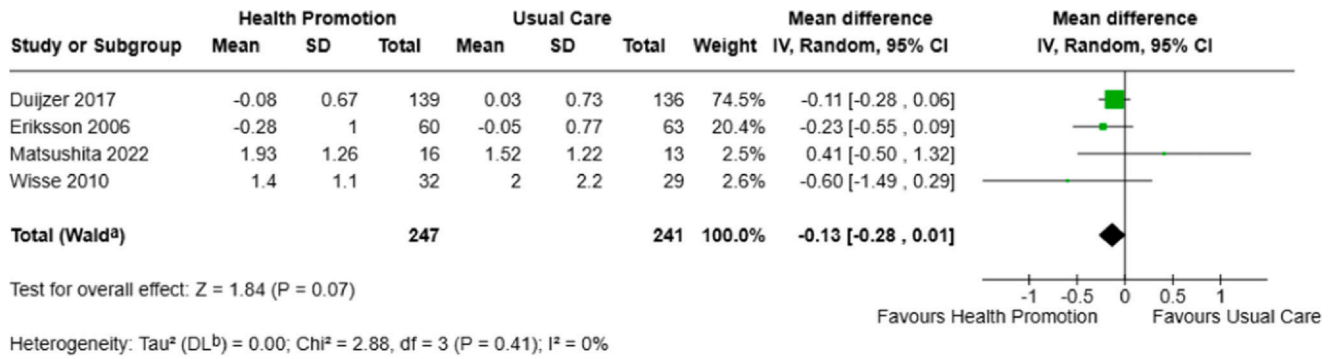 Health Promotion Usual Care Mean difference Mean difference
Study or Subgroup Mean SD Total Mean SD Total Weight IV, Random, 95% CI IV, Random, 95% CI
Duijzer 2017 -0.08 0.67 139 0.03 0.73 136 74.5% -0.11 [-0.28 , 0.06]
Eriksson 2006 -0.28 1 60 -0.05 0.77 63 20.4% -0.23 [-0.55 , 0.09]
Matsushita 2022 1.93 1.26 16 1.52 1.22 13 2.5% 0.41 [-0.50 , 1.32]
Wisse 2010 1.4 1.1 32 2 2.2 29 2.6% -0.60 [-1.49 , 0.29]
Total (Waldᵃ) 247 241 100.0% -0.13 [-0.28 , 0.01]
Test for overall effect: Z = 1.84 (P = 0.07)
-1 -0.5 0 0.5 1
Favours Health Promotion Favours Usual Care
Heterogeneity: Tau² (DLᵇ) = 0.00; Chi² = 2.88, df = 3 (P = 0.41); I² = 0%